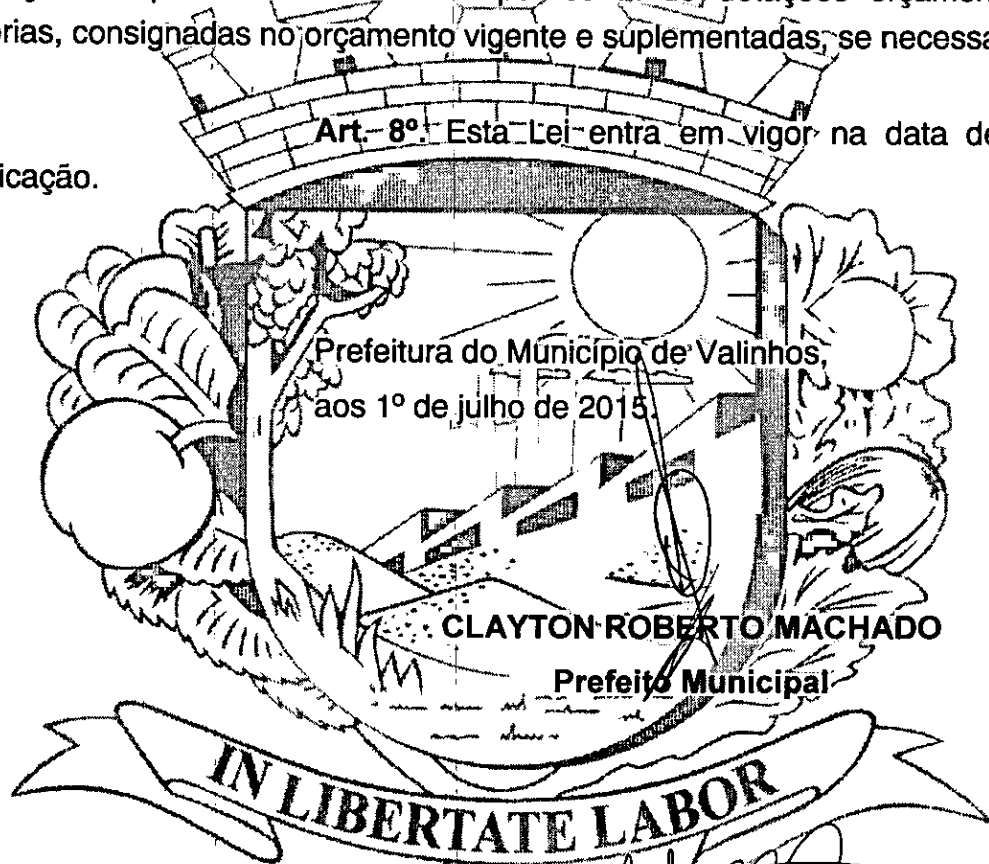 erias, consignadas no orçamento vigente e suplementadas, se necessá
Art. 8º. Esta Lei entra em vigor na data de
icação.
Prefeitura do Município de Valinhos,
aos 1º de julho de 2015.
CLAYTON ROBERTO MACHADO
Prefeito Municipal
IN LIBERTATE LABOR